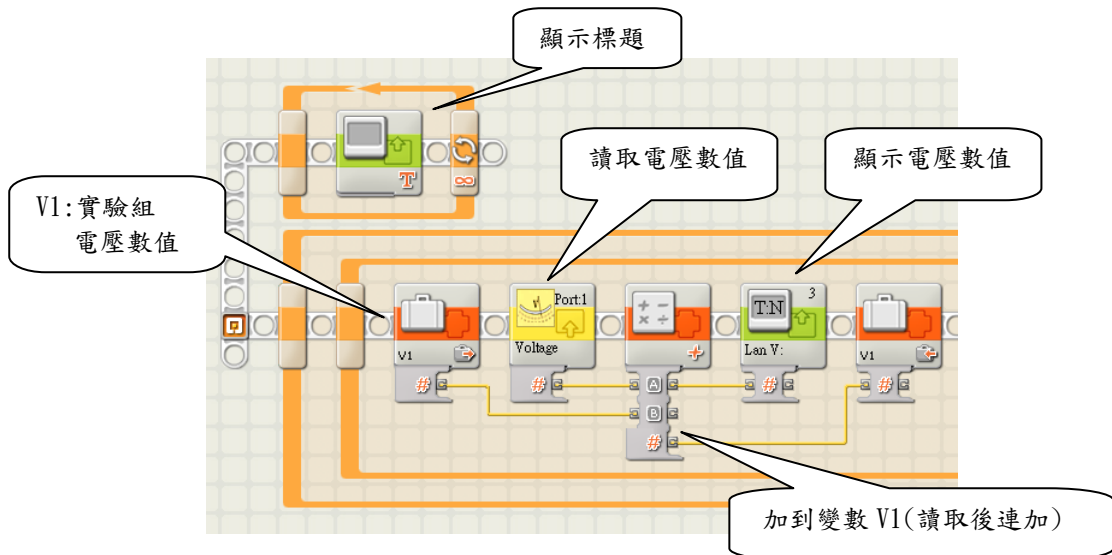 顯示標題
T
∞
讀取電壓數值
顯示電壓數值
V1:實驗組
電壓數值
Port:1
T:N
3
V1
Voltage
Lan V:
V1
#
#
A
#
#
B
#
加到變數 V1(讀取後連加)